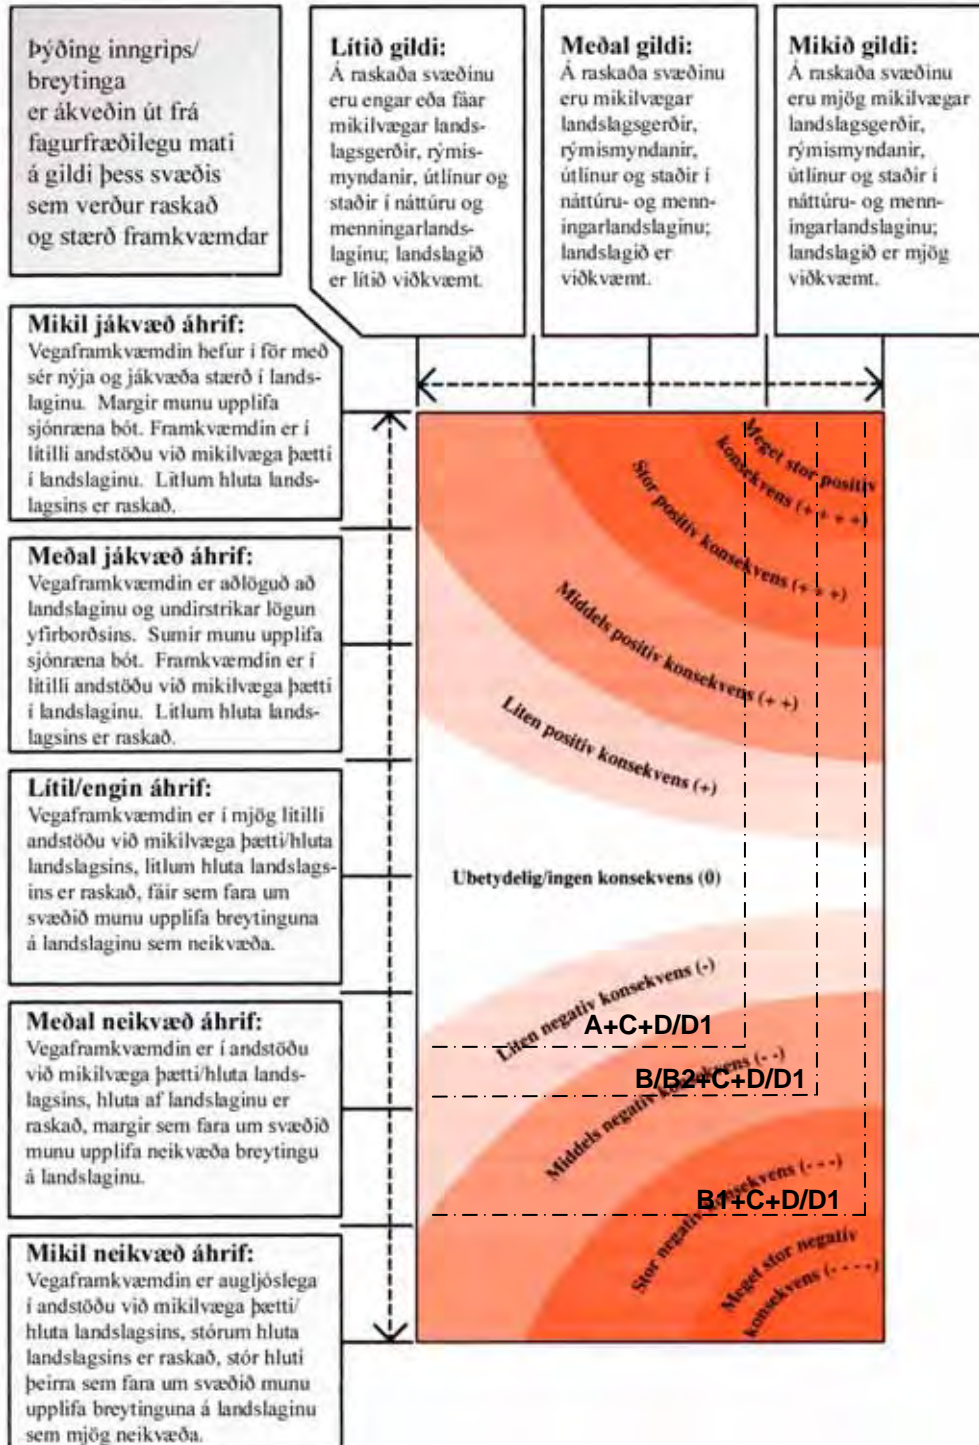 Þýðing inngrips/
breytinga
er ákveðin út frá
fagurfræðilegu mati
á gildi þess svæðis
sem verður raskað
og stærð framkvæmdar
Lítið gildi:
Á raskaða svæðinu
eru engar eða fáar
mikilvægar lands-
lagsgerðir, rýmis-
myndanir, útlínur og
staðir í náttúru og
menningarlands-
laginu; landslagið
er lítið viðkvæmt.
Meðal gildi:
Á raskaða svæðinu
eru mikilvægar
landslagsgerðir,
rýmismyndanir,
útlínur og staðir í
náttúru- og menn-
ingarlandslaginu;
landslagið er
viðkvæmt.
Mikið gildi:
Á raskaða svæðinu
eru mjög mikilvægar
landslagsgerðir,
rýmismyndanir,
útlínur og staðir í
náttúru- og menn-
ingarlandslaginu;
landslagið er mjög
viðkvæmt.
Mikil jákvæð áhrif:
Vegaframkvæmdin hefur í för með
sér nýja og jákvæða stærð í lands-
laginu. Margir munu upplifa
sjónræna bót. Framkvæmdin er í
lítilli andstöðu við mikilvæga þætti
í landslaginu. Litlum hluta lands-
lagsins er raskað.
Meðal jákvæð áhrif:
Vegaframkvæmdin er aðlöguð að
landslaginu og undirstrikar lögun
yfirborðsins. Sumir munu upplifa
sjónræna bót. Framkvæmdin er í
lítilli andstöðu við mikilvæga þætti
í landslaginu. Litlum hluta lands-
lagsins er raskað.
Lítil/engin áhrif:
Vegaframkvæmdin er í mjög lítilli
andstöðu við mikilvæga þætti/hluta
landslagsins, litlum hluta landslags-
ins er raskað, fáir sem fara um
svæðið munu upplifa breytinguna
á landslaginu sem neikvæða.
Meðal neikvæð áhrif:
Vegaframkvæmdin er í andstöðu
við mikilvæga þætti/hluta lands-
lagsins, hluta af landslaginu er
raskað, margir sem fara um svæðið
munu upplifa neikvæða breytingu
á landslaginu.
Mikil neikvæð áhrif:
Vegaframkvæmdin er augljóslega
í andstöðu við mikilvæga þætti/
hluta landslagsins, stórum hluta
landslagsins er raskað, stór hluti
þeirra sem fara um svæðið munu
upplifa breytinguna á landslaginu
sem mjög neikvæða.
Meget stor positiv
konsekvens (+ + + +)
Stor positiv konsekvens (+ + +)
Middels positiv konsekvens (+ +)
Liten positiv konsekvens (+)
Ubetydelig/ingen konsekvens (0)
Liten negativ konsekvens (-)
A+C+D/D1
Middels negativ konsekvens (- -)
B/B2+C+D/D1
Stor negativ konsekvens (- - -)
B1+C+D/D1
Meget stor negativ
konsekvens (- - - -)